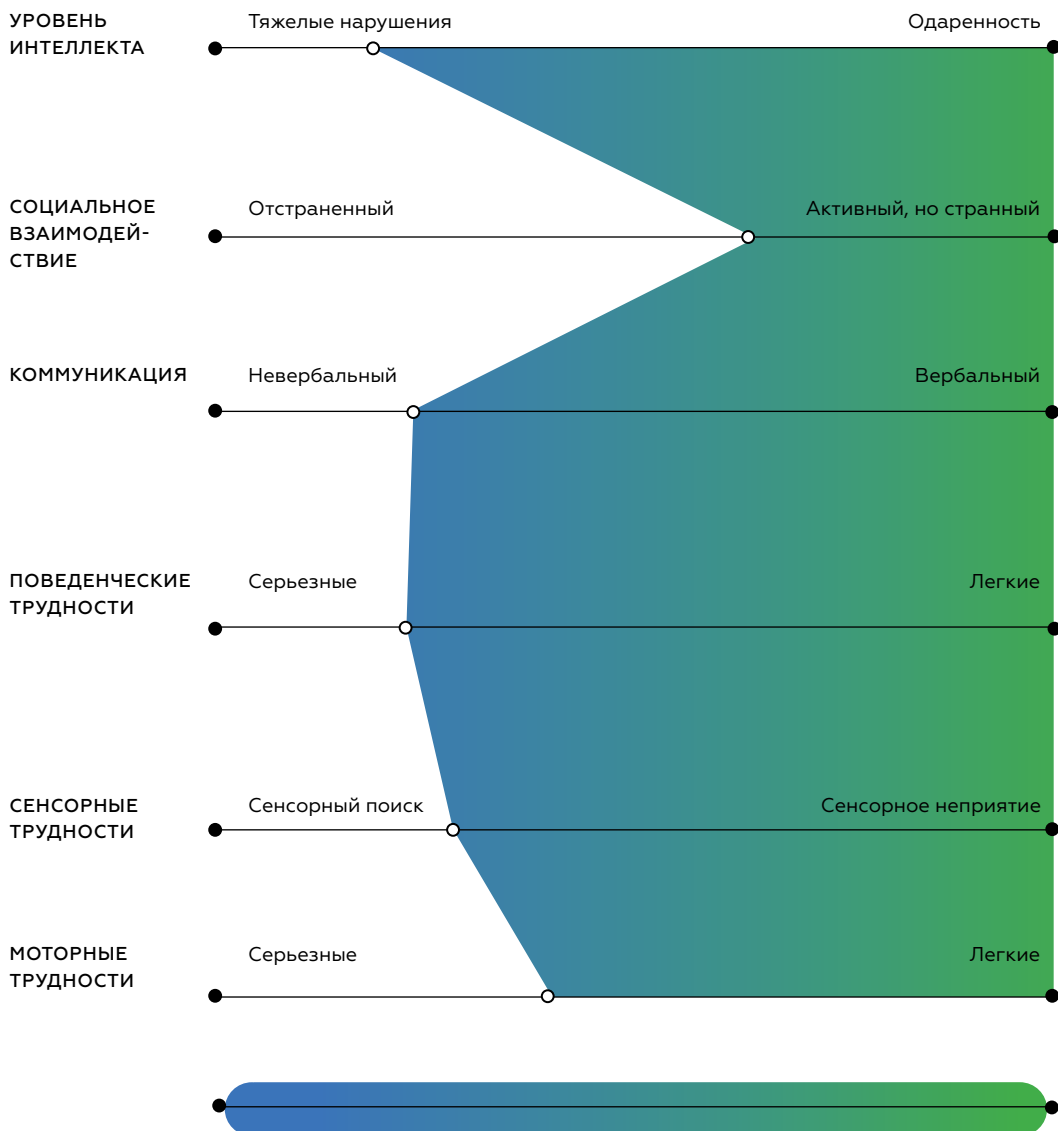 УРОВЕНЬ
ИНТЕЛЛЕКТА
Тяжелые нарушения
Одаренность
СОЦИАЛЬНОЕ
ВЗАИМОДЕЙ-
СТВИЕ
Отстраненный
Активный, но странный
КОММУНИКАЦИЯ
Невербальный
Вербальный
ПОВЕДЕНЧЕСКИЕ
ТРУДНОСТИ
Серьезные
Легкие
СЕНСОРНЫЕ
ТРУДНОСТИ
Сенсорный поиск
Сенсорное неприятие
МОТОРНЫЕ
ТРУДНОСТИ
Серьезные
Легкие